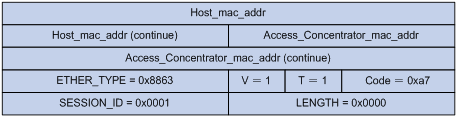 Host_mac_addr
Host_mac_addr (continue) Access_Concentrator_mac_addr
Access_Concentrator_mac_addr (continue)
ETHER_TYPE = 0x8863 V = 1 T = 1 Code = 0xa7
SESSION_ID = 0x0001 LENGTH = 0x0000